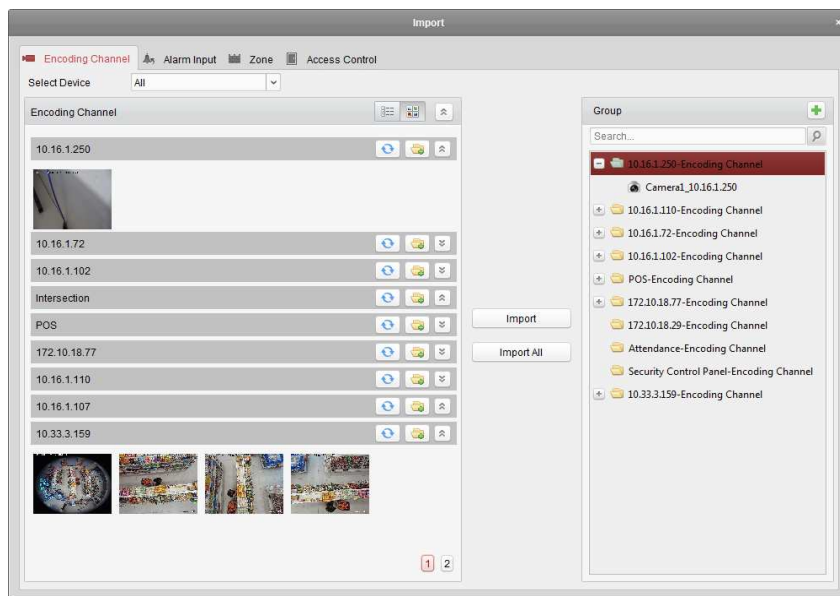 Import
Encoding Channel Alarm Input Zone Access Control
Select Device All
Encoding Channel
10.16.1.250
10.16.1.72
10.16.1.102
Intersection
POS
172.10.18.77
10.16.1.110
10.16.1.107
10.33.3.159
1 2
Import
Import All
Group
Search...
10.16.1.250-Encoding Channel
Camera1_10.16.1.250
10.16.1.110-Encoding Channel
10.16.1.72-Encoding Channel
10.16.1.102-Encoding Channel
POS-Encoding Channel
172.10.18.77-Encoding Channel
172.10.18.29-Encoding Channel
Attendance-Encoding Channel
Security Control Panel-Encoding Channel
10.33.3.159-Encoding Channel